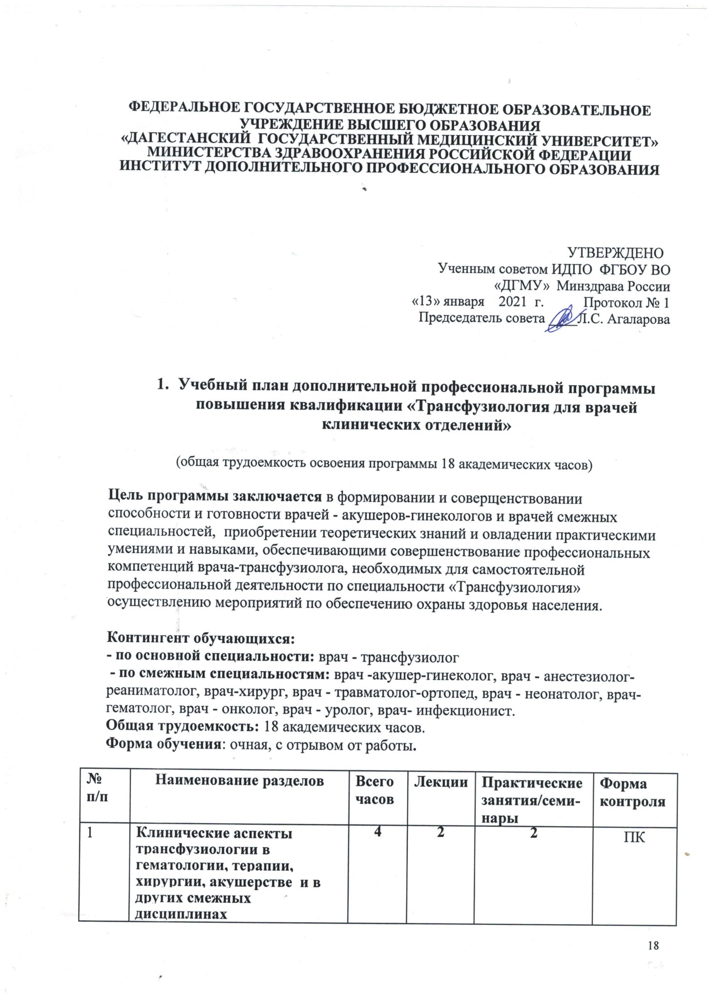 ФЕДЕРАЛЬНОЕ ГОСУДАРСТВЕННОЕ БЮДЖЕТНОЕ ОБРАЗОВАТЕЛЬНОЕ
УЧРЕЖДЕНИЕ ВЫСШЕГО ОБРАЗОВАНИЯ
«ДАГЕСТАНСКИЙ ГОСУДАРСТВЕННЫЙ МЕДИЦИНСКИЙ УНИВЕРСИТЕТ»
МИНИСТЕРСТВА ЗДРАВООХРАНЕНИЯ РОССИЙСКОЙ ФЕДЕРАЦИИ
ИНСТИТУТ ДОПОЛНИТЕЛЬНОГО ПРОФЕССИОНАЛЬНОГО ОБРАЗОВАНИЯ
УТВЕРЖДЕНО
Ученным советом ИДПО ФГБОУ ВО
«ДГМУ» Минздрава России
«13» января 2021 г. Протокол № 1
Председатель совета ____Л.С. Агаларова
1. Учебный план дополнительной профессиональной программы
повышения квалификации «Трансфузиология для врачей
клинических отделений»
(общая трудоемкость освоения программы 18 академических часов)
Цель программы заключается в формировании и соверщенствовании
способности и готовности врачей - акушеров-гинекологов и врачей смежных
специальностей, приобретении теоретических знаний и овладении практическими
умениями и навыками, обеспечивающими совершенствование профессиональных
компетенций врача-трансфузиолога, необходимых для самостоятельной
профессиональной деятельности по специальности «Трансфузиология»
осуществлению мероприятий по обеспечению охраны здоровья населения.
Контингент обучающихся:
- по основной специальности: врач - трансфузиолог
- по смежным специальностям: врач -акушер-гинеколог, врач - анестезиолог-
реаниматолог, врач-хирург, врач - травматолог-ортопед, врач - неонатолог, врач-
гематолог, врач - онколог, врач - уролог, врач- инфекционист.
Общая трудоемкость: 18 академических часов.
Форма обучения: очная, с отрывом от работы.
№ Наименование разделов Всего Лекции Практические Форма
п/п часов занятия/семи- контроля
нары
1 Клинические аспекты 4 2 2 ПК
трансфузиологии в
гематологии, терапии,
хирургии, акушерстве и в
других смежных
дисциплинах
18